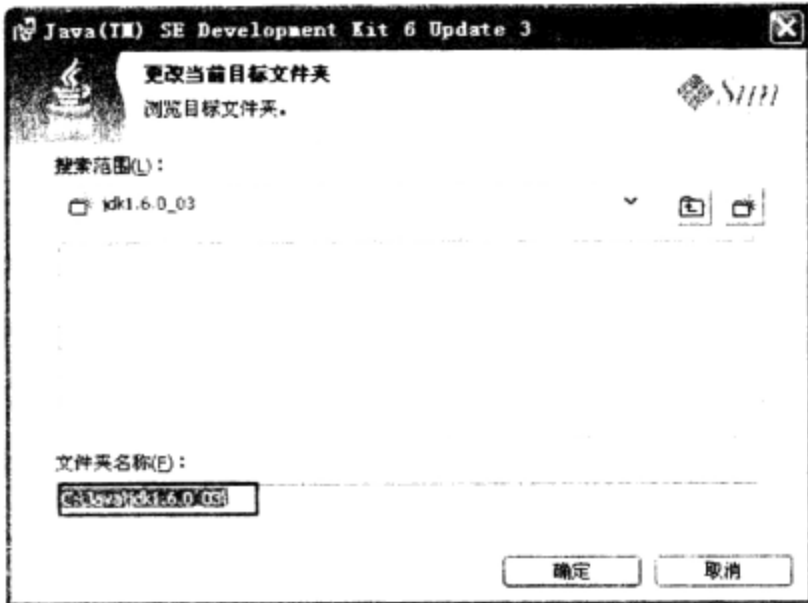 Java(TM) SE Development Kit 6 Update 3
更改当前目标文件夹
浏览目标文件夹。
Sun
搜索范围(L):
jdk1.6.0_03
文件夹名称(F):
C:\Java\jdk1.6.0_03\
确定
取消